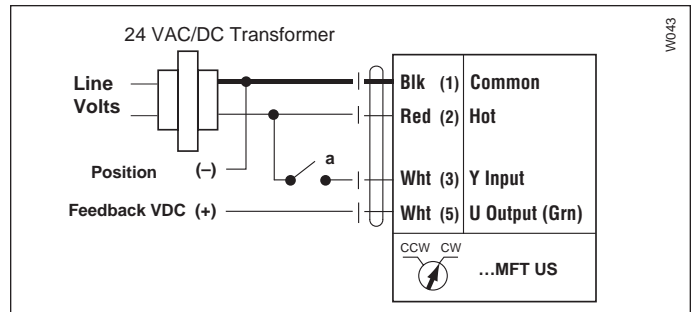 W043
24 VAC/DC Transformer
Line
Volts
Blk (1) Common
Red (2) Hot
a
Position (–)
Wht (3) Y Input
Feedback VDC (+)
Wht (5) U Output (Grn)
CCW CW
…MFT US